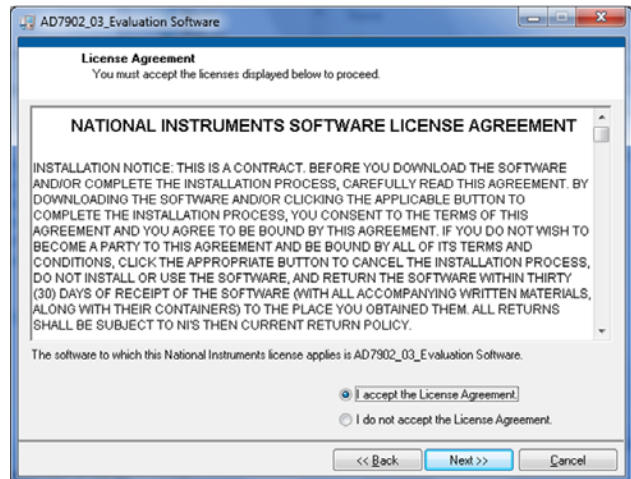 AD7902_03_Evaluation Software
License Agreement
You must accept the licenses displayed below to proceed.
NATIONAL INSTRUMENTS SOFTWARE LICENSE AGREEMENT
INSTALLATION NOTICE: THIS IS A CONTRACT. BEFORE YOU DOWNLOAD THE SOFTWARE
AND/OR COMPLETE THE INSTALLATION PROCESS, CAREFULLY READ THIS AGREEMENT. BY
DOWNLOADING THE SOFTWARE AND/OR CLICKING THE APPLICABLE BUTTON TO
COMPLETE THE INSTALLATION PROCESS, YOU CONSENT TO THE TERMS OF THIS
AGREEMENT AND YOU AGREE TO BE BOUND BY THIS AGREEMENT. IF YOU DO NOT WISH TO
BECOME A PARTY TO THIS AGREEMENT AND BE BOUND BY ALL OF ITS TERMS AND
CONDITIONS, CLICK THE APPROPRIATE BUTTON TO CANCEL THE INSTALLATION PROCESS,
DO NOT INSTALL OR USE THE SOFTWARE, AND RETURN THE SOFTWARE WITHIN THIRTY
(30) DAYS OF RECEIPT OF THE SOFTWARE (WITH ALL ACCOMPANYING WRITTEN MATERIALS,
ALONG WITH THEIR CONTAINERS) TO THE PLACE YOU OBTAINED THEM. ALL RETURNS
SHALL BE SUBJECT TO NI'S THEN CURRENT RETURN POLICY.
The software to which this National Instruments license applies is AD7902_03_Evaluation Software.
I accept the License Agreement.
I do not accept the License Agreement.
<< Back
Next >>
Cancel